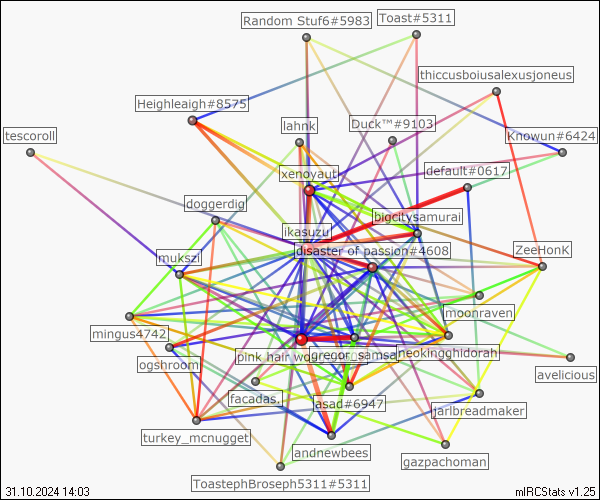 Random Stuf6#5983
Toast#5311
thiccusboiusalexusjoneus
Heighleigh#8575
lahnk
Duck™#9103
tescoroll
Knowun#6424
xenoyaut
default#0617
doggerdig
bigcitysamurai
ikasuzu
disaster of passion#4608
ZeeHonK
mukszi
moonraven
mingus4742
pink hair wo
gregor_samsa
neokingghidorah
ogshroom
avelicious
facadas.
asad#6947
jarlbreadmaker
turkey_mcnugget
andnewbees
gazpachoman
ToastephBroseph5311#5311
31.10.2024 14:03
mIRCStats v1.25